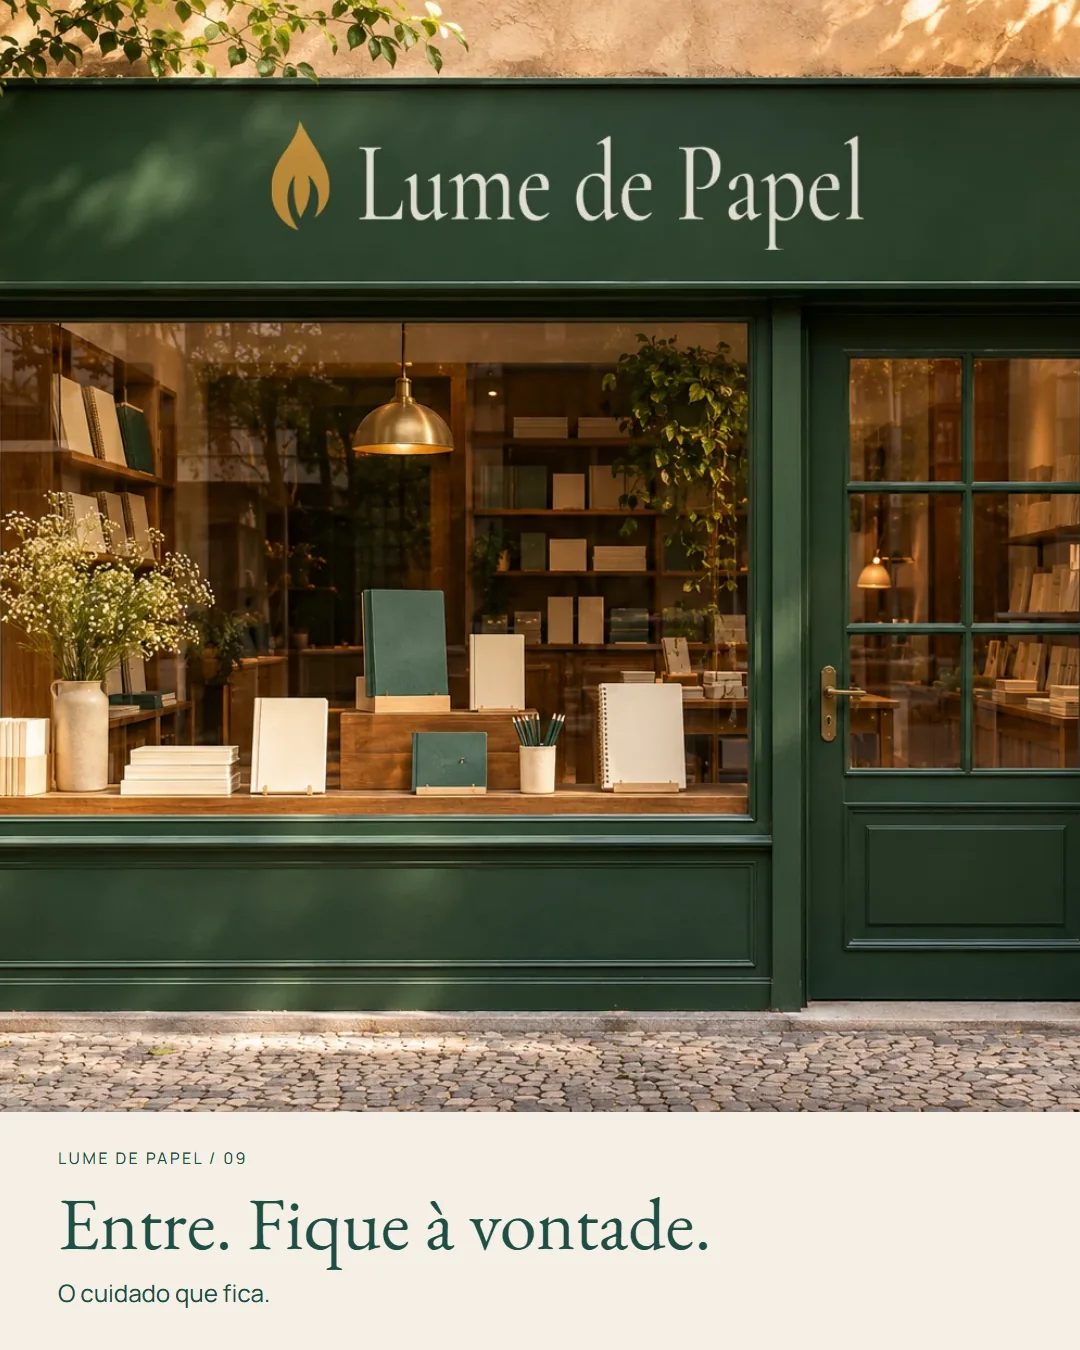 Lume de Papel
LUME DE PAPEL / 09
Entre. Fique à vontade.
O cuidado que fica.